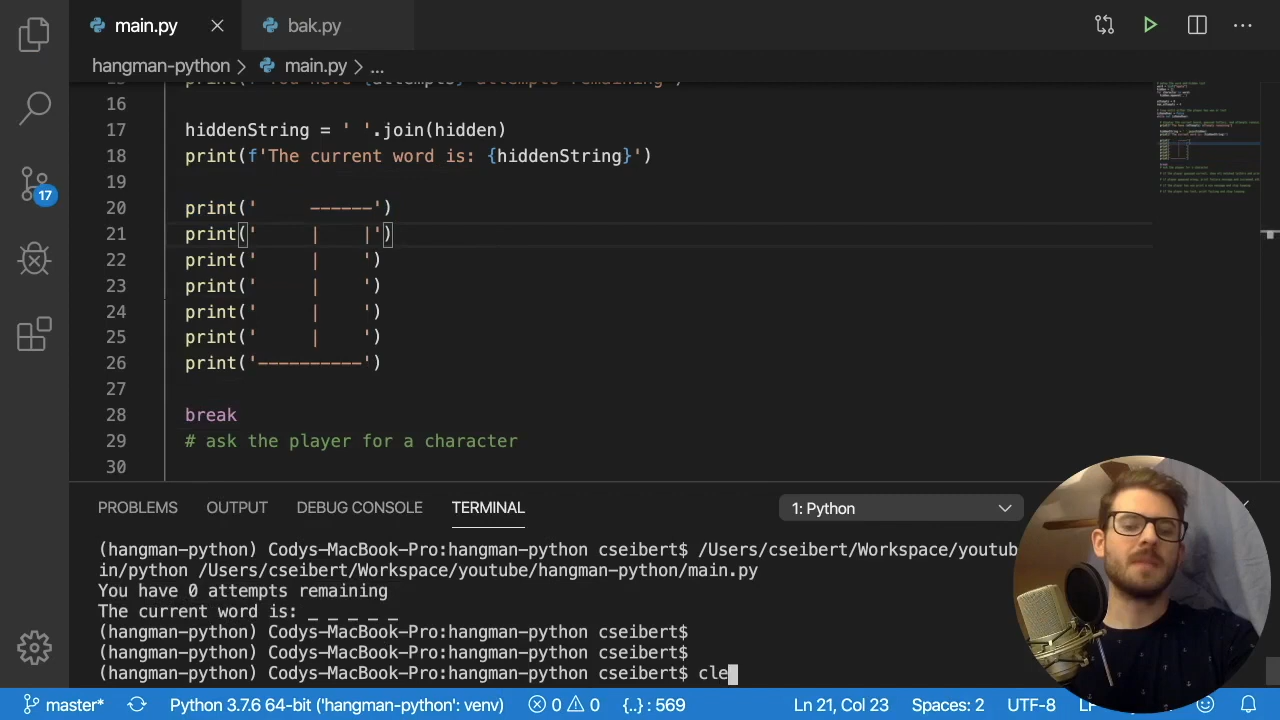 main.py
bak.py
hangman-python > main.py > ...
16
17 hiddenString = ' '.join(hidden)
18 print(f'The current word is: {hiddenString}')
19
20 print('     ------')
21 print('     |    |')
22 print('     |    ')
23 print('     |    ')
24 print('     |    ')
25 print('     |    ')
26 print('----------')
27
28 break
29 # ask the player for a character
30
17
PROBLEMS OUTPUT DEBUG CONSOLE TERMINAL 1: Python
(hangman-python) Codys-MacBook-Pro:hangman-python cseibert$ /Users/cseibert/Workspace/youtub
in/python /Users/cseibert/Workspace/youtube/hangman-python/main.py
You have 0 attempts remaining
The current word is: _ _ _ _ _
(hangman-python) Codys-MacBook-Pro:hangman-python cseibert$
(hangman-python) Codys-MacBook-Pro:hangman-python cseibert$
(hangman-python) Codys-MacBook-Pro:hangman-python cseibert$ cle
master* Python 3.7.6 64-bit ('hangman-python': venv) 0 0 {..} : 569 Ln 21, Col 23 Spaces: 2 UTF-8